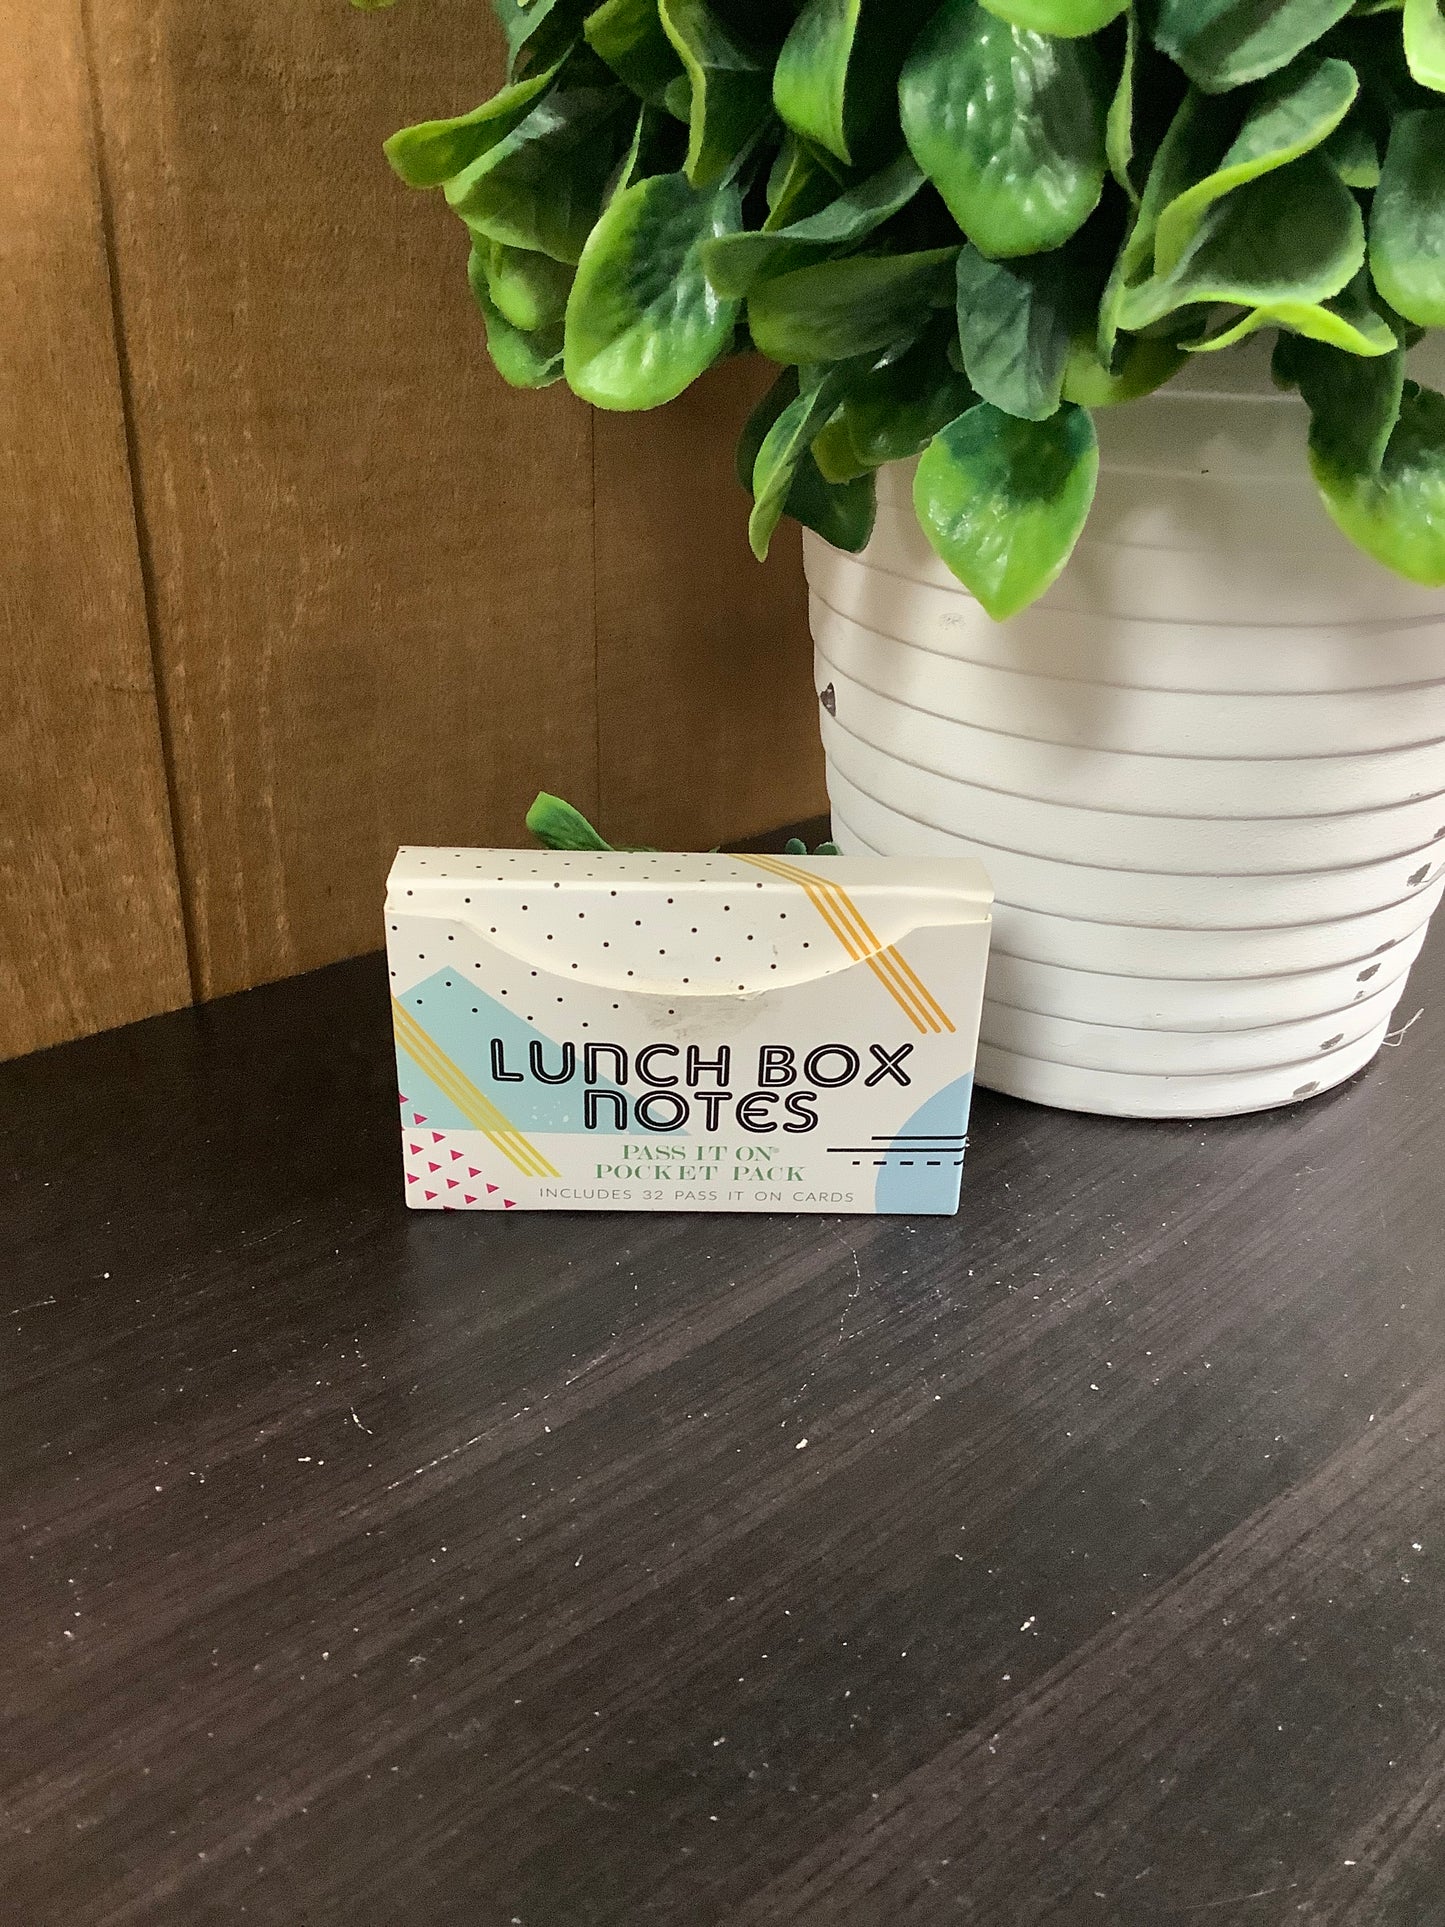 LUNCH BOX
NOTES
PASS IT ON®
POCKET PACK
INCLUDES 32 PASS IT ON CARDS